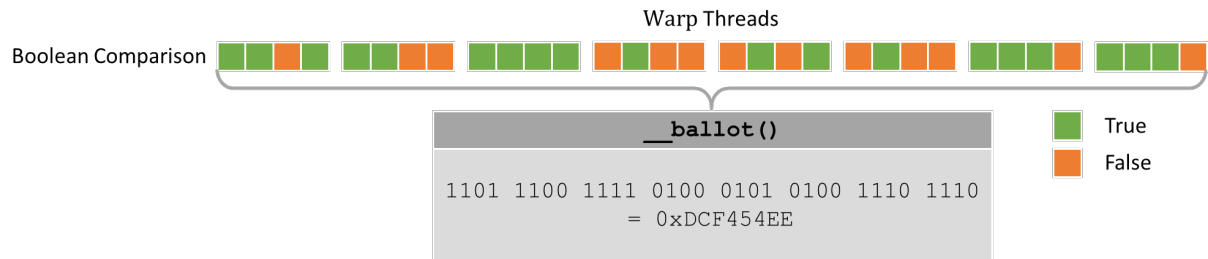 Warp Threads
Boolean Comparison
__ballot()
True
False
1101 1100 1111 0100 0101 0100 1110 1110
= 0xDCF454EE